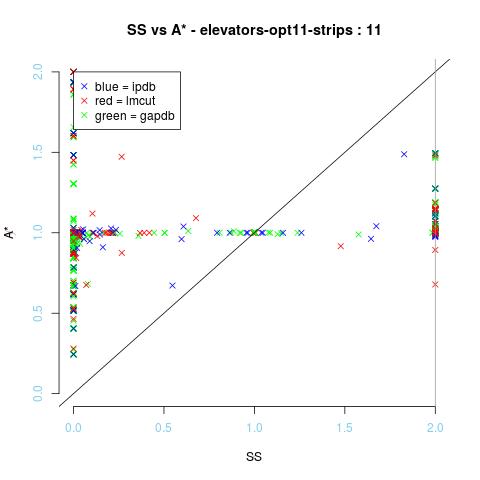 SS vs A* - elevators-opt11-strips : 11
blue = ipdb
red = lmcut
green = gapdb
2.0
1.5
1.0
0.5
0.0
A*
0.0 0.5 1.0 1.5 2.0
SS